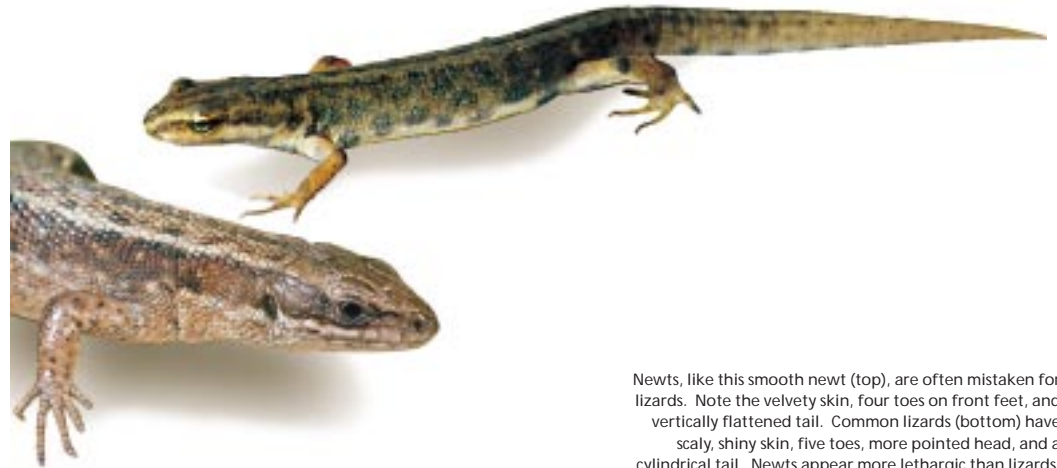 Newts, like this smooth newt (top), are often mistaken for
lizards. Note the velvety skin, four toes on front feet, and
vertically flattened tail. Common lizards (bottom) have
scaly, shiny skin, five toes, more pointed head, and a
cylindrical tail. Newts appear more lethargic than lizards.